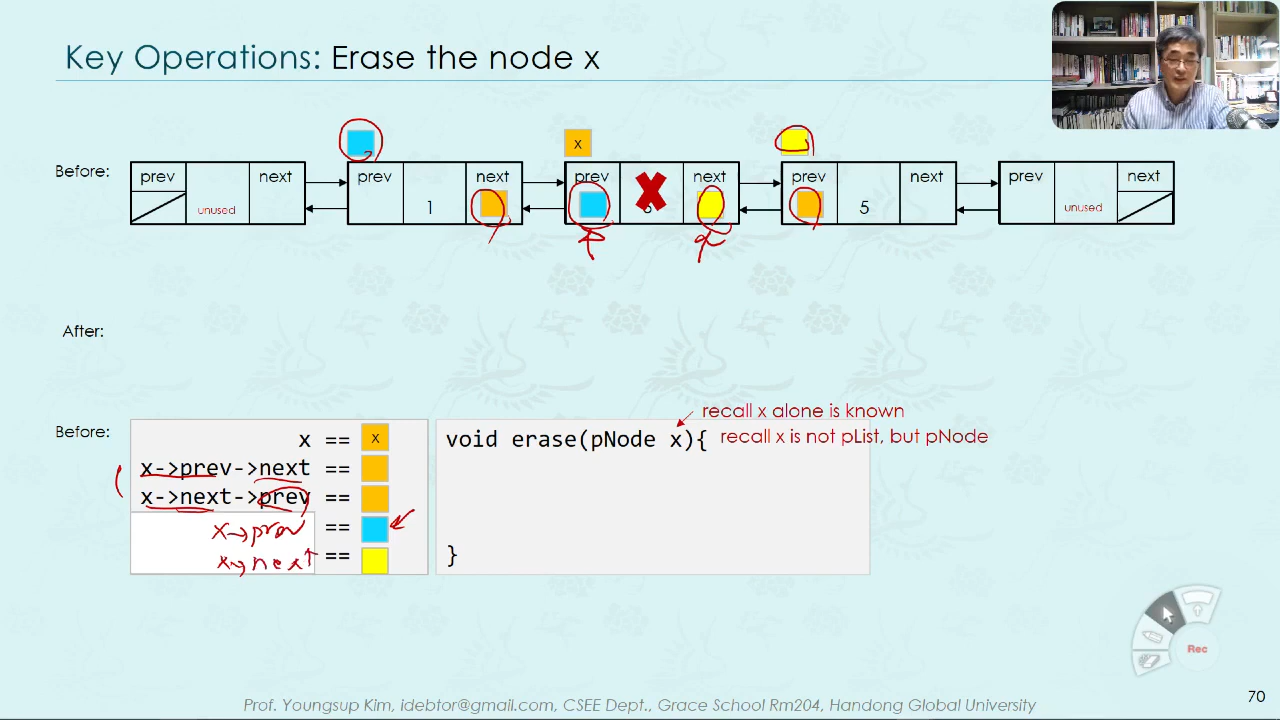 Key Operations: Erase the node x
x
Before:
prev next prev next prev next prev next prev next
unused 1 5 unused
After:
Before:
recall x alone is known
x == x
void erase(pNode x){ recall x is not pList, but pNode
x->prev->next ==
x->next->prev ==
x->prev ==
x->next ==
}
Rec
Prof. Youngsup Kim, idebtor@gmail.com, CSEE Dept., Grace School Rm204, Handong Global University
70